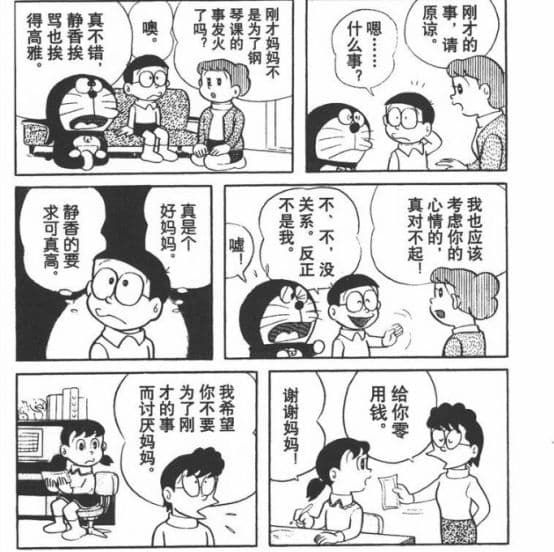 刚才的
事，请
原谅。
嗯……
什么事？
刚才妈妈不
是为了钢
琴课的
事发火
了吗？
噢。
真不错，
静香挨
骂也挨
得高雅。
我也应该
考虑你的
心情的，
真对不起！
不、不，没
关系。反正
不是我。
嘘！
真是个
好妈妈。
静香的要
求可真高。
给你零
用钱。
谢谢妈妈！
我希望
你不要
为了刚
才的事
而讨厌妈妈。